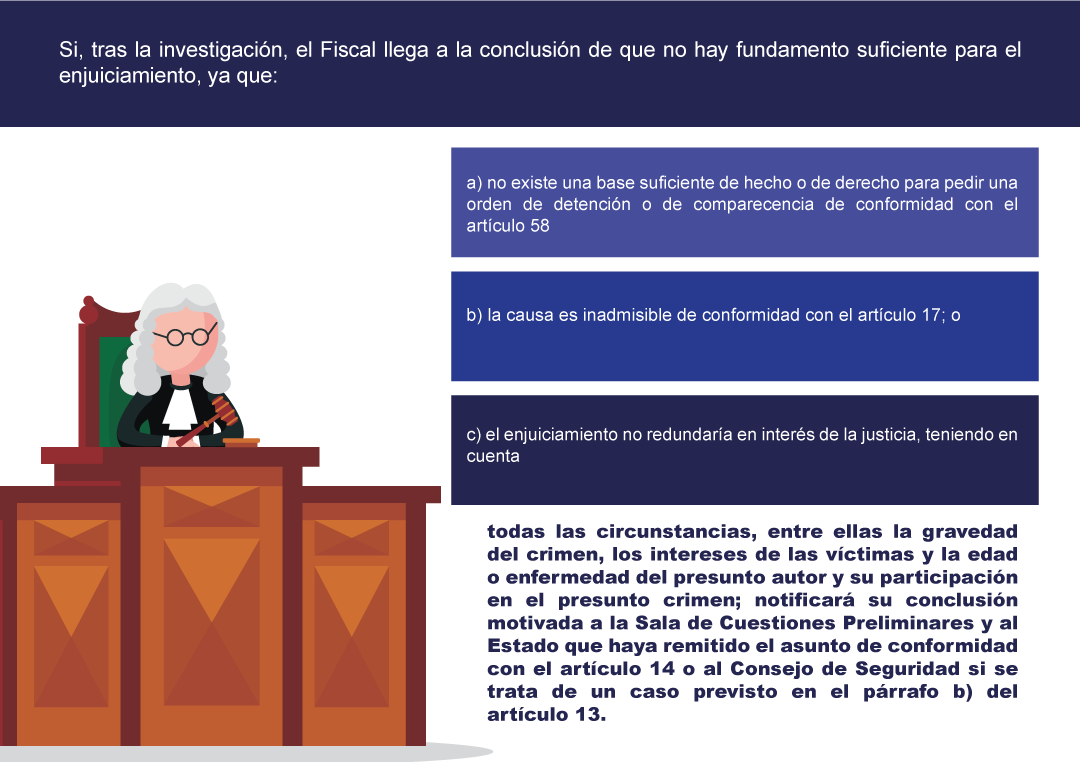 Si, tras la investigación, el Fiscal llega a la conclusión de que no hay fundamento suficiente para el
enjuiciamiento, ya que:
a) no existe una base suficiente de hecho o de derecho para pedir una
orden de detención o de comparecencia de conformidad con el
artículo 58
b) la causa es inadmisible de conformidad con el artículo 17; o
c) el enjuiciamiento no redundaría en interés de la justicia, teniendo en
cuenta
todas las circunstancias, entre ellas la gravedad
del crimen, los intereses de las víctimas y la edad
o enfermedad del presunto autor y su participación
en el presunto crimen; notificará su conclusión
motivada a la Sala de Cuestiones Preliminares y al
Estado que haya remitido el asunto de conformidad
con el artículo 14 o al Consejo de Seguridad si se
trata de un caso previsto en el párrafo b) del
artículo 13.